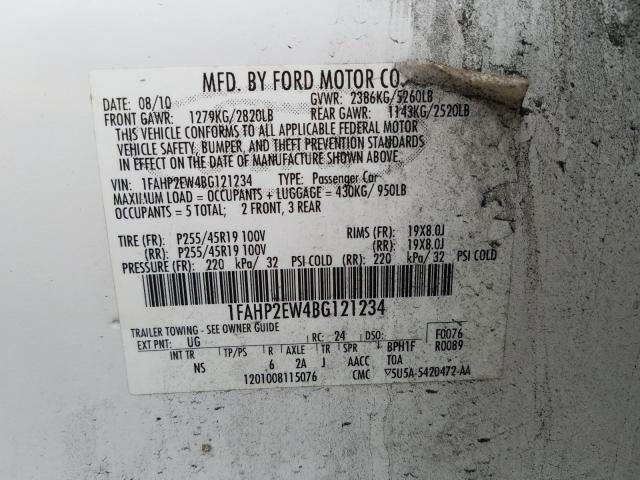 MFD. BY FORD MOTOR CO.
DATE: 08/10 GVWR: 2386KG/5260LB
FRONT GAWR: 1279KG/2820LB REAR GAWR: 1143KG/2520LB
THIS VEHICLE CONFORMS TO ALL APPLICABLE FEDERAL MOTOR
VEHICLE SAFETY, BUMPER, AND THEFT PREVENTION STANDARDS
IN EFFECT ON THE DATE OF MANUFACTURE SHOWN ABOVE.
VIN: 1FAHP2EW4BG121234 TYPE: Passenger Car
MAXIMUM LOAD = OCCUPANTS + LUGGAGE = 430KG/ 950LB
OCCUPANTS = 5 TOTAL; 2 FRONT, 3 REAR
TIRE (FR): P255/45R19 100V RIMS (FR): 19X8.0J
(RR): P255/45R19 100V (RR): 19X8.0J
PRESSURE (FR): 220 kPa/ 32 PSI COLD (RR): 220 kPa/ 32 PSI COLD
1FAHP2EW4BG121234
TRAILER TOWING - SEE OWNER GUIDE
EXT PNT: UG RC: 24 DSO: F0076
R0089
INT TR TP/PS R AXLE TR SPR BPH1F
NS 6 2A J AACC TOA
1201008115076 CMC ▽5U5A-5420472-AA